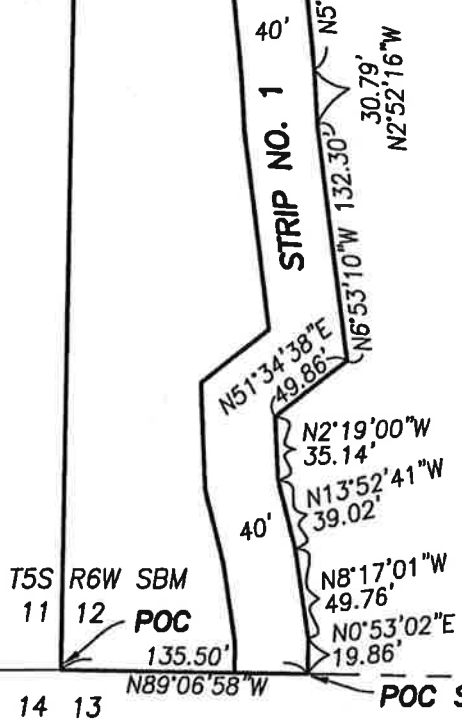 40'
N5°
30.79'
N2°52'16"W
STRIP NO. 1
N6°53'10"W 132.30'
N51°34'38"E
49.86'
N2°19'00"W
35.14'
N13°52'41"W
39.02'
40'
N8°17'01"W
49.76'
T5S R6W SBM
11 12
POC
N0°53'02"E
19.86'
135.50'
N89°06'58"W
POC S
14 13